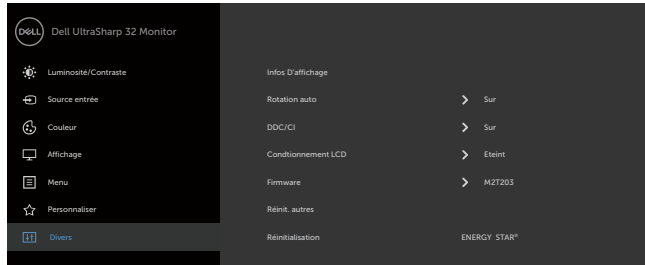 DELL Dell UltraSharp 32 Monitor
Luminosité/Contraste
Infos D'affichage
Source entrée
Rotation auto > Sur
Couleur
DDC/CI > Sur
Affichage
Condtionnement LCD > Eteint
Menu
Firmware > M2T203
Personnaliser
Réinit. autres
Divers
Réinitialisation ENERGY STAR®